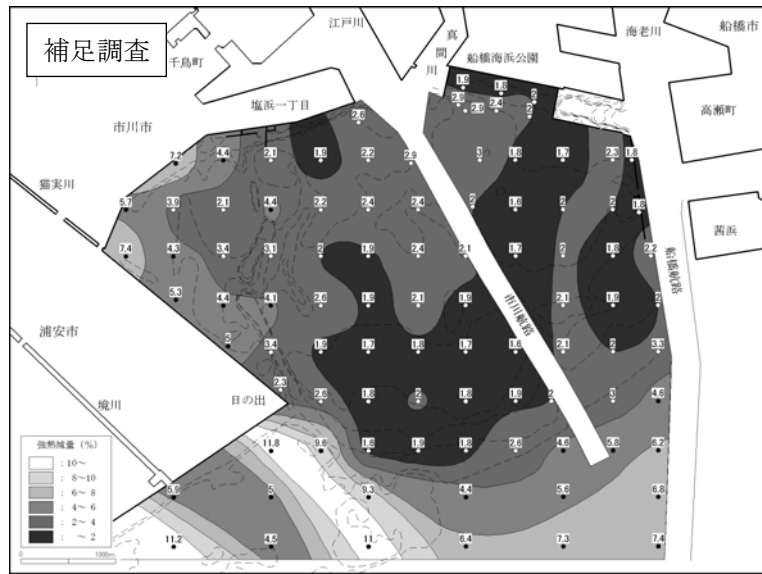 補足調査
江戸川
真間川
船橋海浜公園
海老川
船橋市
千鳥町
塩浜一丁目
高瀬町
市川市
猫実川
茜浜
船橋航路
市川航路
浦安市
日の出
境川
1.9 1.8 2
2.9 2.9 2.4 2
2.6
7.2 4.4 2.1 1.9 2.2 2.9 3 1.8 1.7 2.3 1.8
5.7 3.9 2.1 4.4 2.2 2.4 2.4 2 1.6 2 2 1.8
7.4 4.3 3.4 3.1 2 1.9 2.4 2.1 1.7 2 1.8 2.2
5.3 4.4 4.1 2.6 1.9 2.1 1.9 2.1 1.9 2
5 3.4 1.9 1.7 1.8 1.7 1.6 2.1 2 3.3
2.3 2.6 1.8 2 1.8 1.9 2 3 4.6
11.8 9.6 1.6 1.9 1.8 2.6 4.6 5.8 6.2
5.9 5 9.3 4.4 5.6 6.8
11.2 4.5 11 6.4 7.3 7.4
強熱減量（%）
: 10～
: 8～10
: 6～8
: 4～6
: 2～4
: ～2
0 1000m